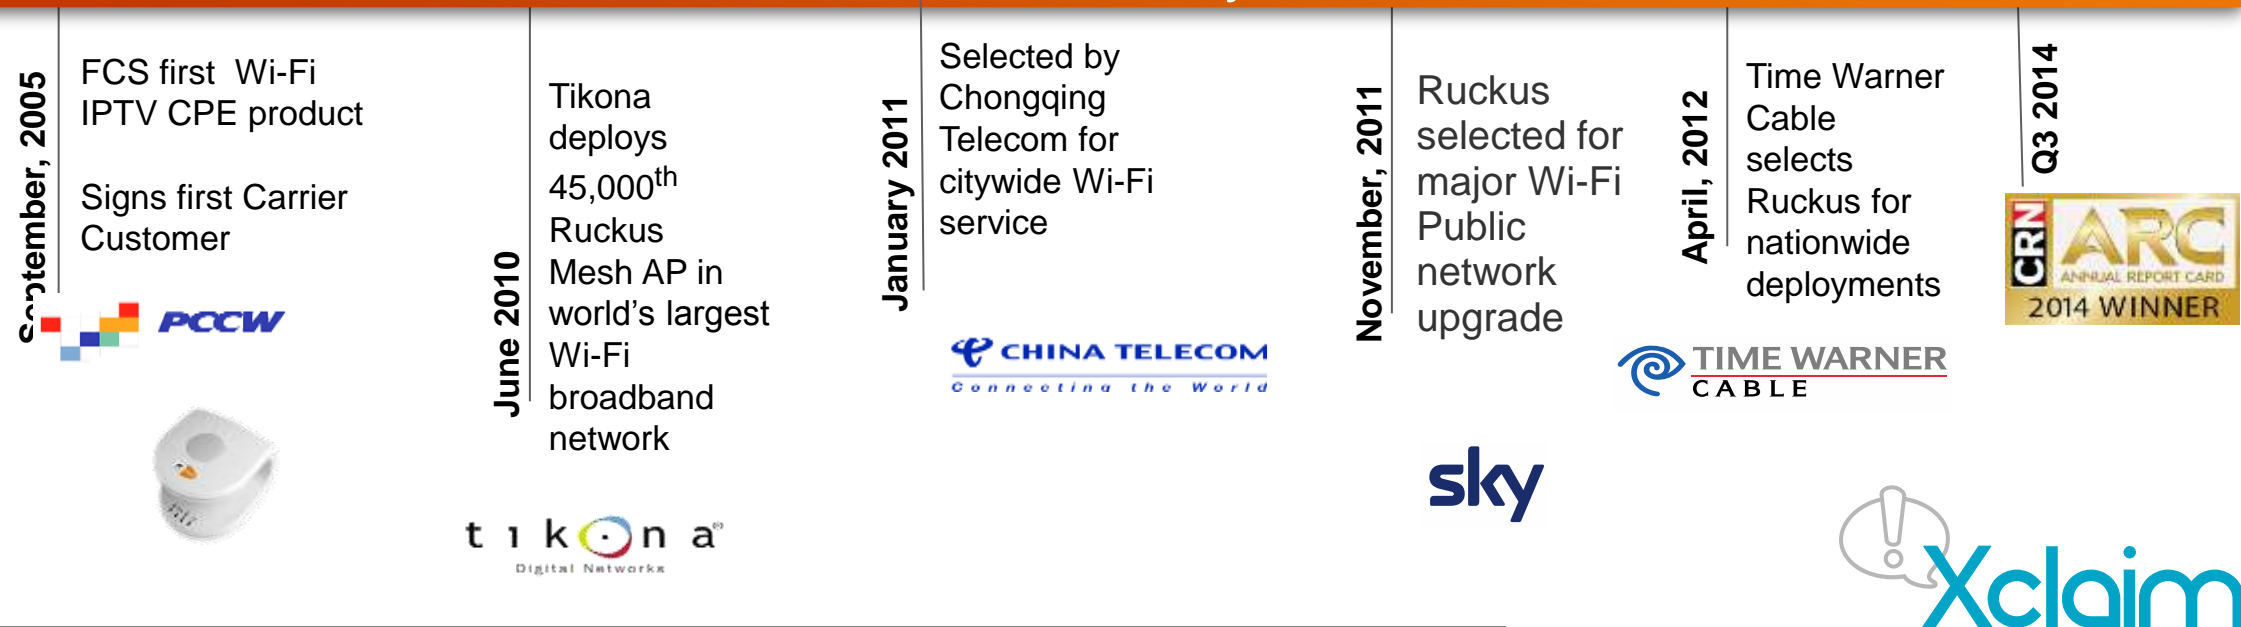 September, 2005
FCS first Wi-Fi
IPTV CPE product
Signs first Carrier
Customer
PCCW
June 2010
Tikona
deploys
45,000th
Ruckus
Mesh AP in
world's largest
Wi-Fi
broadband
network
tikona®
Digital Networks
January 2011
Selected by
Chongqing
Telecom for
citywide Wi-Fi
service
CHINA TELECOM
Connecting the World
November, 2011
Ruckus
selected for
major Wi-Fi
Public
network
upgrade
sky
April, 2012
Time Warner
Cable
selects
Ruckus for
nationwide
deployments
TIME WARNER
CABLE
Q3 2014
CRN
ARC
ANNUAL REPORT CARD
2014 WINNER
Xclaim